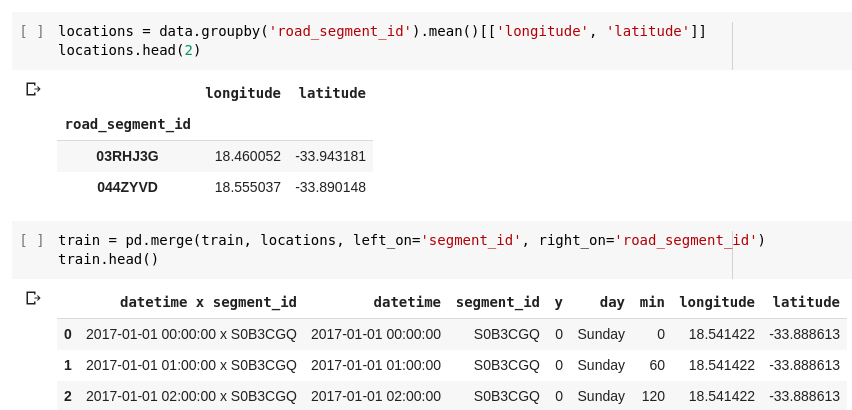 [ ] locations = data.groupby('road_segment_id').mean()[['longitude', 'latitude']]
locations.head(2)
longitude latitude
road_segment_id
03RHJ3G 18.460052 -33.943181
044ZYVD 18.555037 -33.890148
[ ] train = pd.merge(train, locations, left_on='segment_id', right_on='road_segment_id')
train.head()
datetime x segment_id datetime segment_id y day min longitude latitude
0 2017-01-01 00:00:00 x S0B3CGQ 2017-01-01 00:00:00 S0B3CGQ 0 Sunday 0 18.541422 -33.888613
1 2017-01-01 01:00:00 x S0B3CGQ 2017-01-01 01:00:00 S0B3CGQ 0 Sunday 60 18.541422 -33.888613
2 2017-01-01 02:00:00 x S0B3CGQ 2017-01-01 02:00:00 S0B3CGQ 0 Sunday 120 18.541422 -33.888613